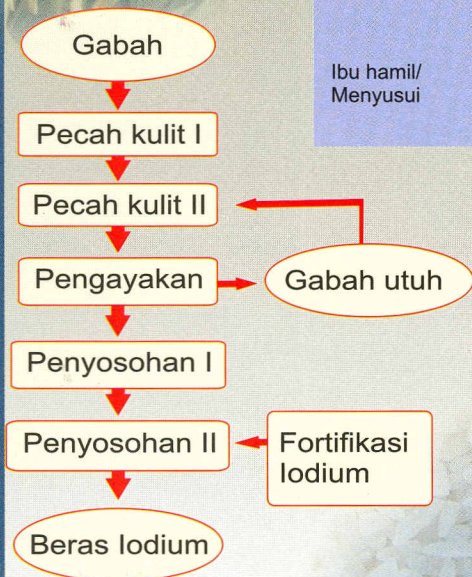 Gabah
Ibu hamil/
Menyusui
Pecah kulit I
Pecah kulit II
Pengayakan
Gabah utuh
Penyosohan I
Penyosohan II
Fortifikasi
Iodium
Beras Iodium